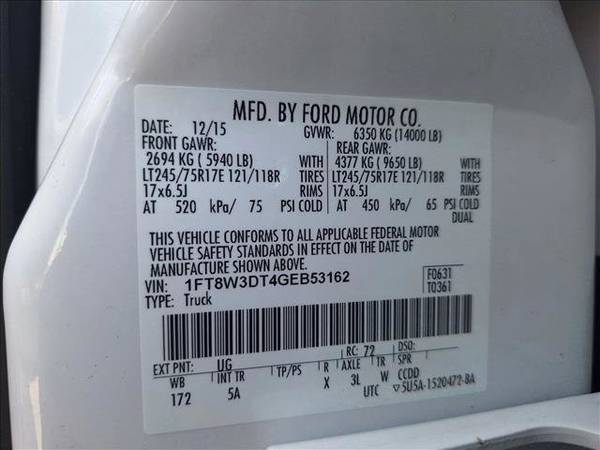 MFD. BY FORD MOTOR CO.
DATE: 12/15 GVWR: 6350 KG (14000 LB)
FRONT GAWR: REAR GAWR:
2694 KG ( 5940 LB) WITH 4377 KG ( 9650 LB) WITH
LT245/75R17E 121/118R TIRES LT245/75R17E 121/118R TIRES
17x6.5J RIMS 17x6.5J RIMS
AT 520 kPa/ 75 PSI COLD AT 450 kPa/ 65 PSI COLD
DUAL
THIS VEHICLE CONFORMS TO ALL APPLICABLE FEDERAL MOTOR
VEHICLE SAFETY STANDARDS IN EFFECT ON THE DATE OF
MANUFACTURE SHOWN ABOVE.
VIN: 1FT8W3DT4GEB53162 F0631
TYPE: Truck T0361
EXT PNT: UG RC: 72 DSO:
WB INT TR TP/PS R AXLE TR SPR
172 5A X 3L W CCDD
UTC ▽5U5A-1520472-BA